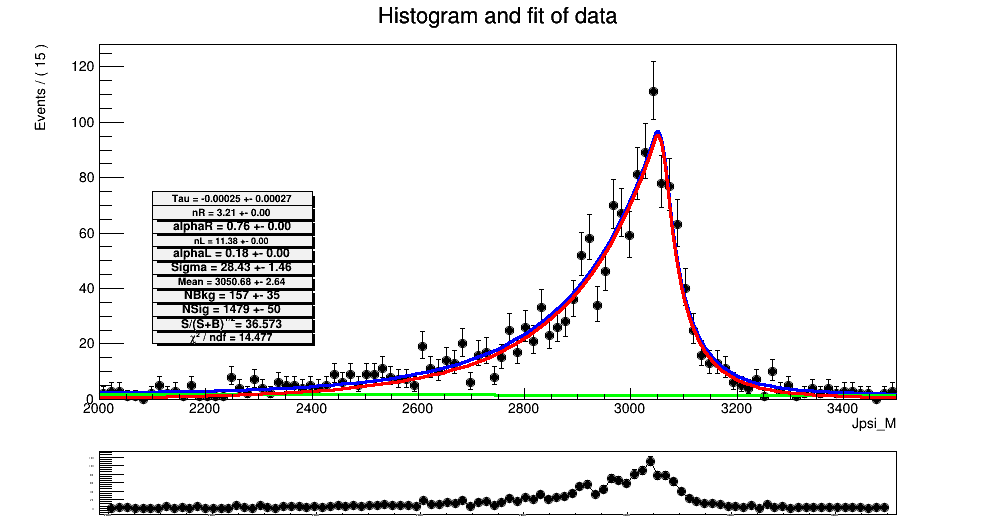 Histogram and fit of data
Events / ( 15 )
120
100
80
60
40
20
0
Tau = -0.00025 +- 0.00027
nR = 3.21 +- 0.00
alphaR = 0.76 +- 0.00
nL = 11.38 +- 0.00
alphaL = 0.18 +- 0.00
Sigma = 28.43 +- 1.46
Mean = 3050.68 +- 2.64
NBkg = 157 +- 35
NSig = 1479 +- 50
S/(S+B)^1/2 = 36.573
χ² / ndf = 14.477
2000 2200 2400 2600 2800 3000 3200 3400
Jpsi_M